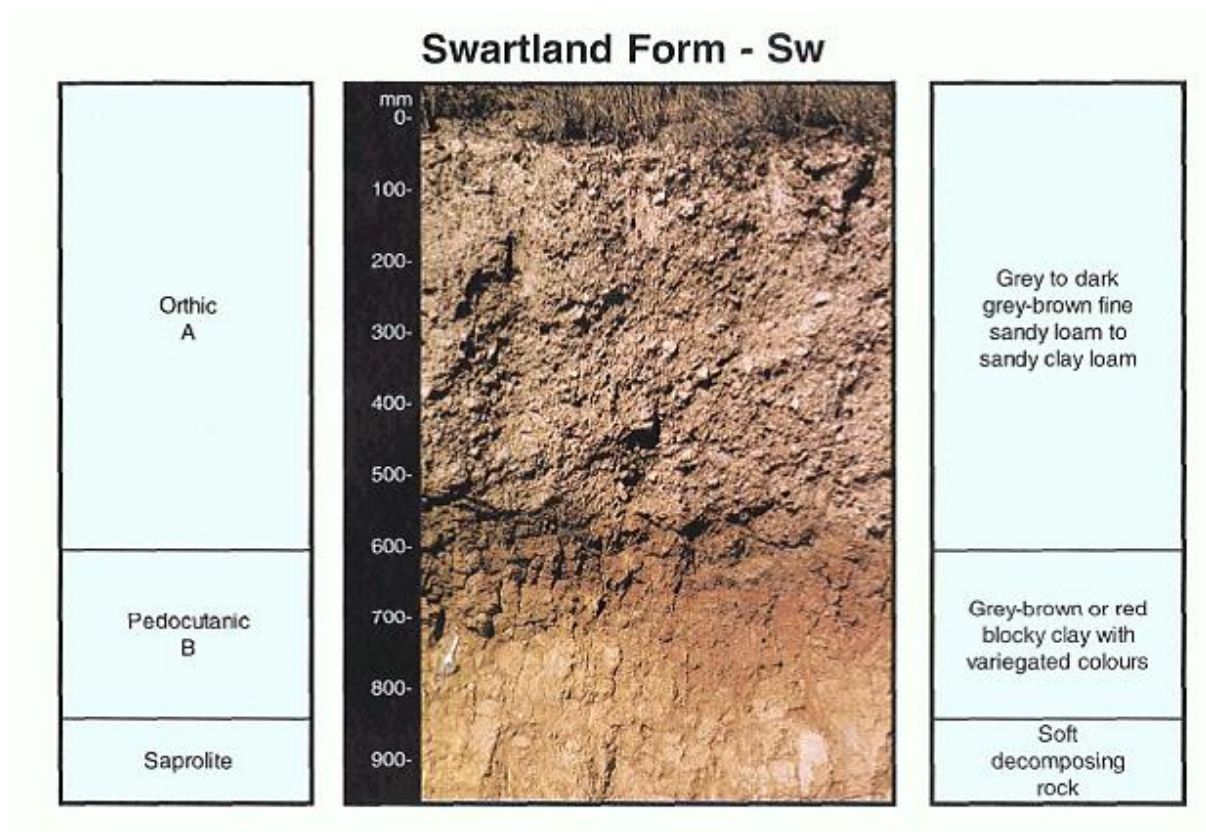 Swartland Form - Sw
Orthic
A
Pedocutanic
B
Saprolite
mm
0-
100-
200-
300-
400-
500-
600-
700-
800-
900-
Grey to dark
grey-brown fine
sandy loam to
sandy clay loam
Grey-brown or red
blocky clay with
variegated colours
Soft
decomposing
rock